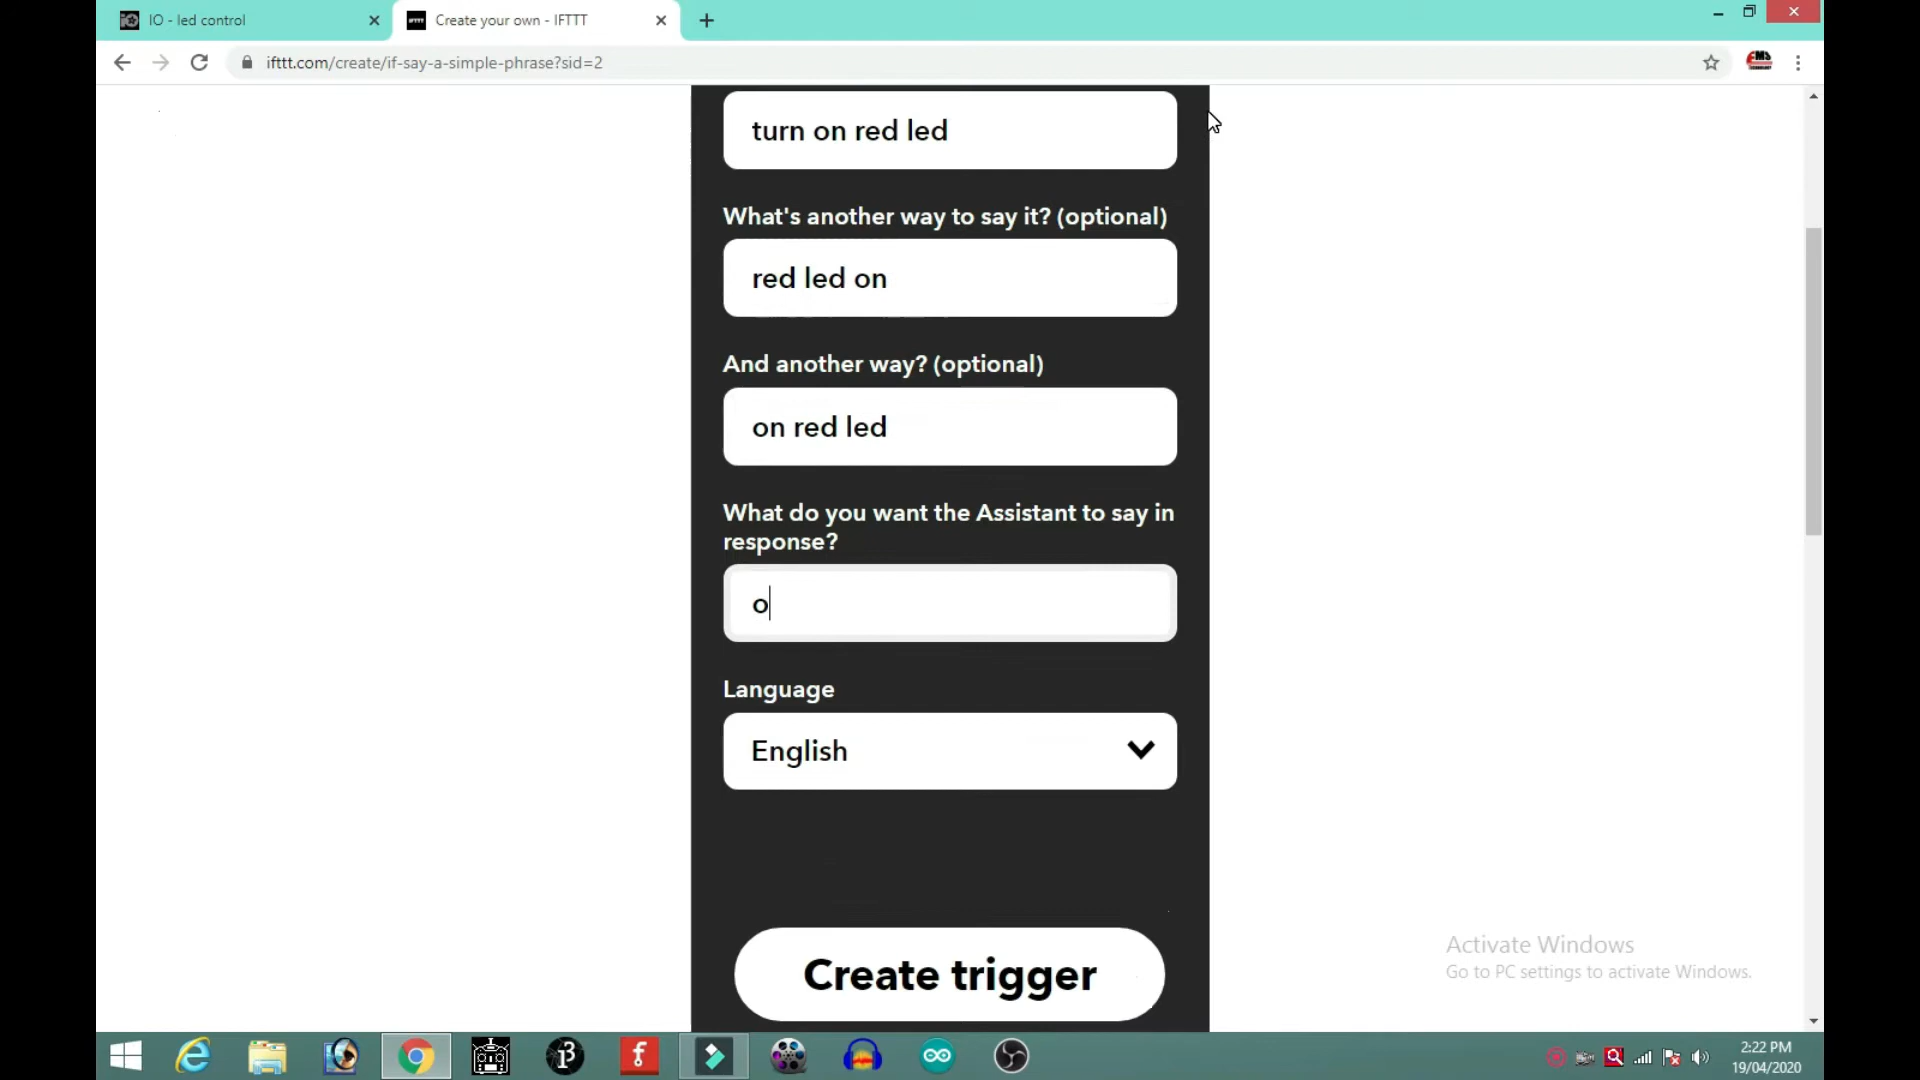 IO - led control
Create your own - IFTTT
ifttt.com/create/if-say-a-simple-phrase?sid=2
turn on red led
What's another way to say it? (optional)
red led on
And another way? (optional)
on red led
What do you want the Assistant to say in
response?
o
Language
English
Create trigger
Activate Windows
Go to PC settings to activate Windows.
2:22 PM
19/04/2020